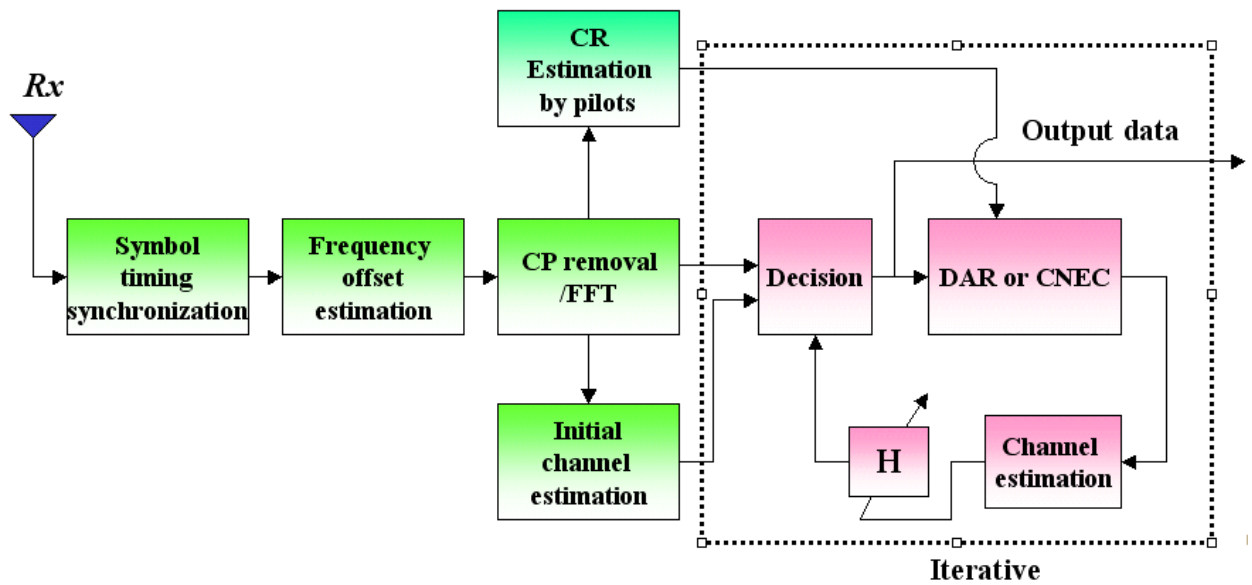 CR
Estimation
by pilots
Rx
Output data
Symbol
timing
synchronization
Frequency
offset
estimation
CP removal
/FFT
Decision
DAR or CNEC
Initial
channel
estimation
H
Channel
estimation
Iterative